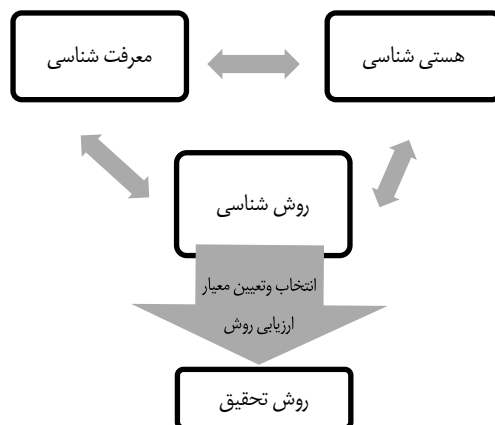 هستی شناسی
معرفت شناسی
روش شناسی
انتخاب وتعیین معیار
ارزیابی روش
روش تحقیق